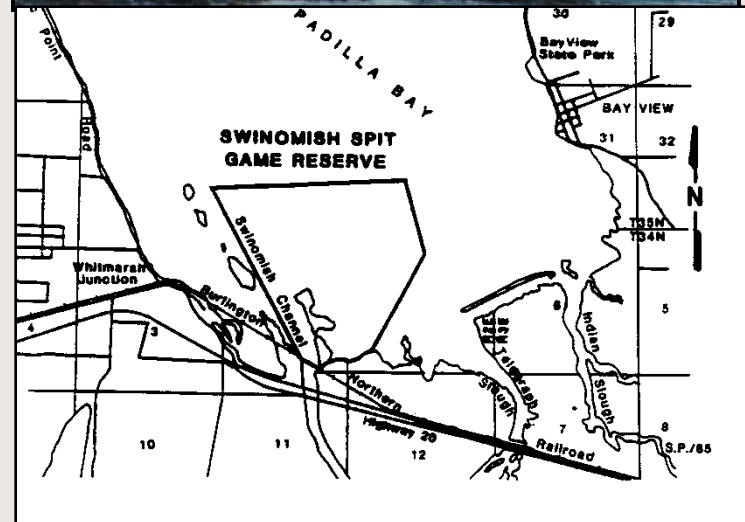 30
29
Point
Road
PADILLA BAY
Bay View
State Park
BAY VIEW
31
32
SWINOMISH SPIT
GAME RESERVE
N
T35N
T34N
Swinomish Channel
Whitmarsh
Junction
Burlington
Northern
Railroad
Highway 20
4
3
10
11
12
6
5
7
8
Indian
Slough
Telegraph
Slough
S.P./85